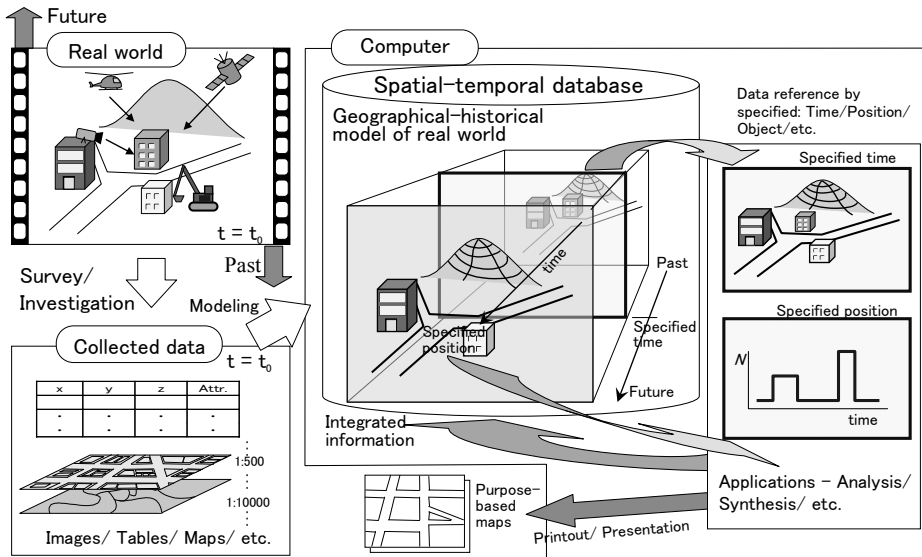 Future
Real world
t = t₀
Past
Survey/
Investigation
Modeling
Collected data
t = t₀
x y z Attr.
1:500
1:10000
Images/ Tables/ Maps/ etc.
Computer
Spatial-temporal database
Geographical-historical
model of real world
time
Specified
position
Past
Specified
time
Future
Data reference by
specified: Time/Position/
Object/etc.
Specified time
Specified position
N
time
Applications - Analysis/
Synthesis/ etc.
Integrated
information
Purpose-
based
maps
Printout/ Presentation